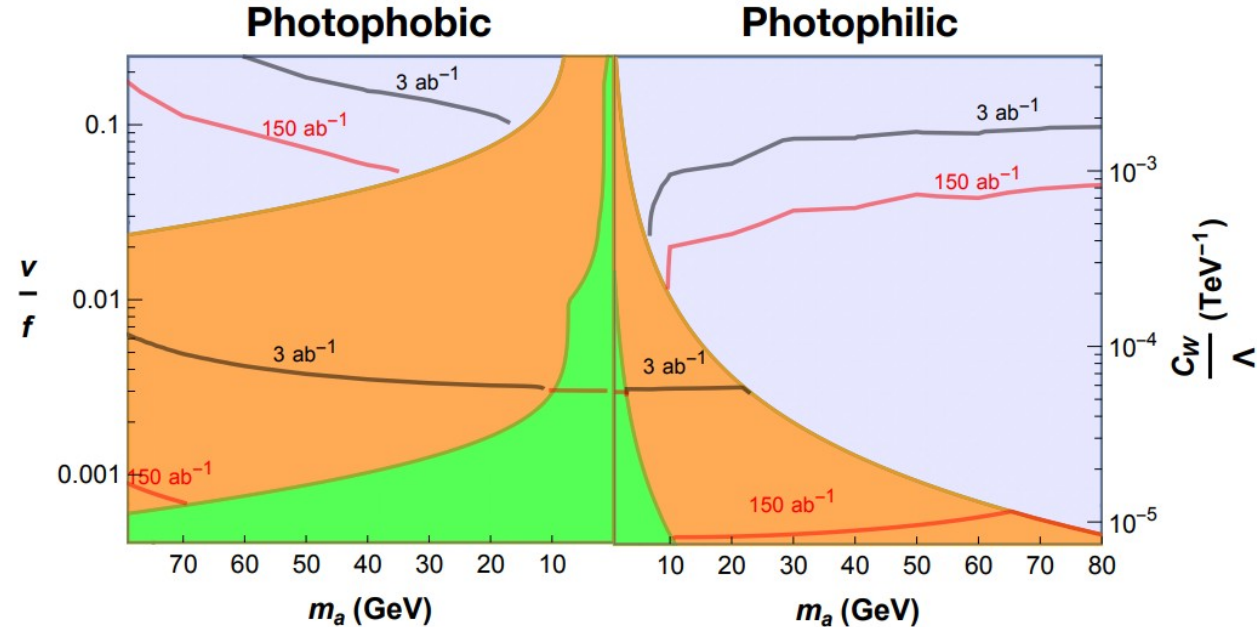 Photophobic Photophilic
3 ab⁻¹ 3 ab⁻¹
150 ab⁻¹ 150 ab⁻¹
3 ab⁻¹ 3 ab⁻¹
150 ab⁻¹ 150 ab⁻¹
0.1
0.01
0.001
v
f
10⁻³
10⁻⁴
10⁻⁵
C_W
Λ
(TeV⁻¹)
70 60 50 40 30 20 10 10 20 30 40 50 60 70 80
m_a (GeV) m_a (GeV)